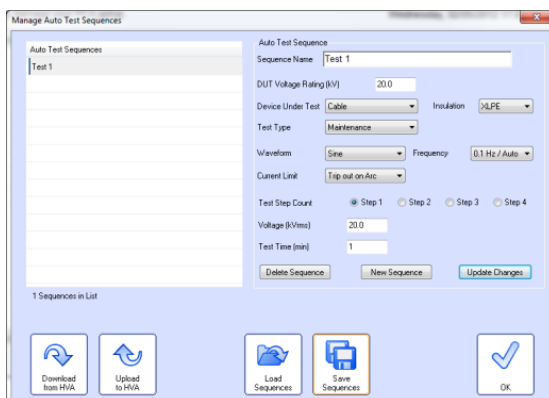 Manage Auto Test Sequences
Auto Test Sequences
Test 1
1 Sequences in List
Auto Test Sequence
Sequence Name Test 1
DUT Voltage Rating (kV) 20.0
Device Under Test Cable Insulation XLPE
Test Type Maintenance
Waveform Sine Frequency 0.1 Hz / Auto
Current Limit Trip out on Arc
Test Step Count Step 1 Step 2 Step 3 Step 4
Voltage (kVrms) 20.0
Test Time (min) 1
Delete Sequence New Sequence Update Changes
Download
from HVA
Upload
to HVA
Load
Sequences
Save
Sequences
OK